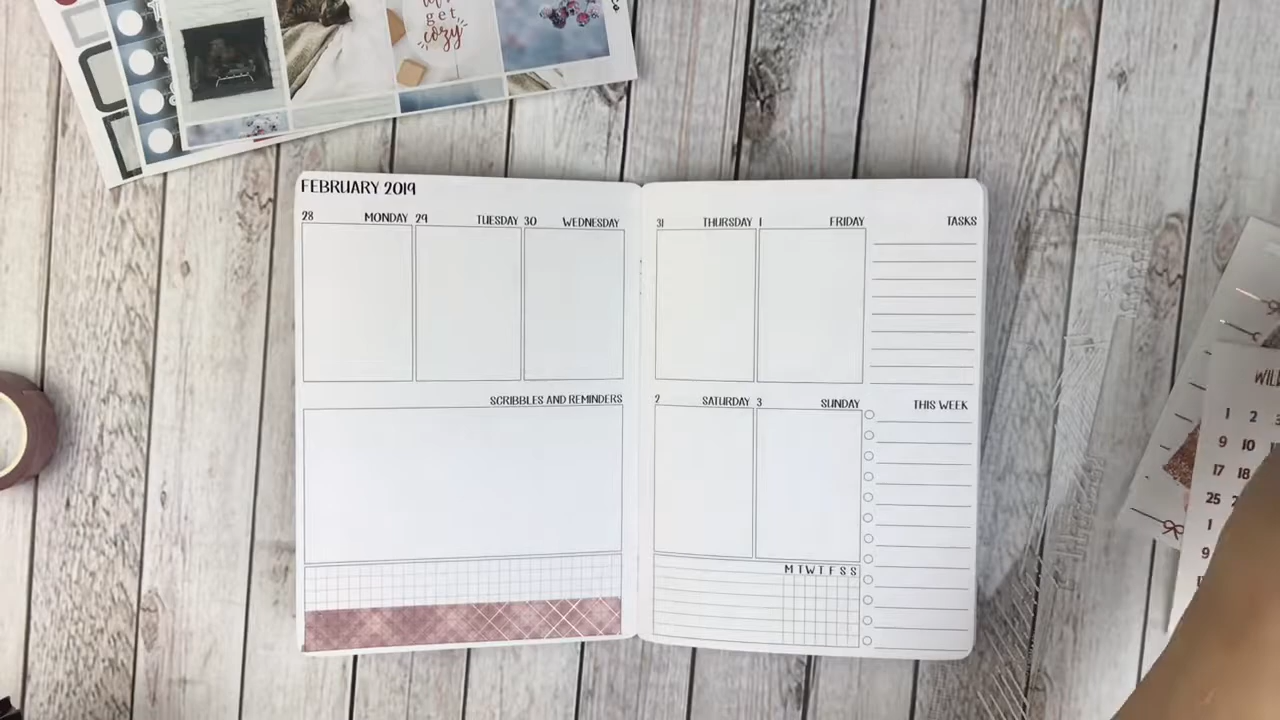 get
cozy
FEBRUARY 2019
28 MONDAY 29 TUESDAY 30 WEDNESDAY
31 THURSDAY 1 FRIDAY TASKS
SCRIBBLES AND REMINDERS
2 SATURDAY 3 SUNDAY THIS WEEK
M T W T F S S
1 2 3
9 10
17 18
25
1
9